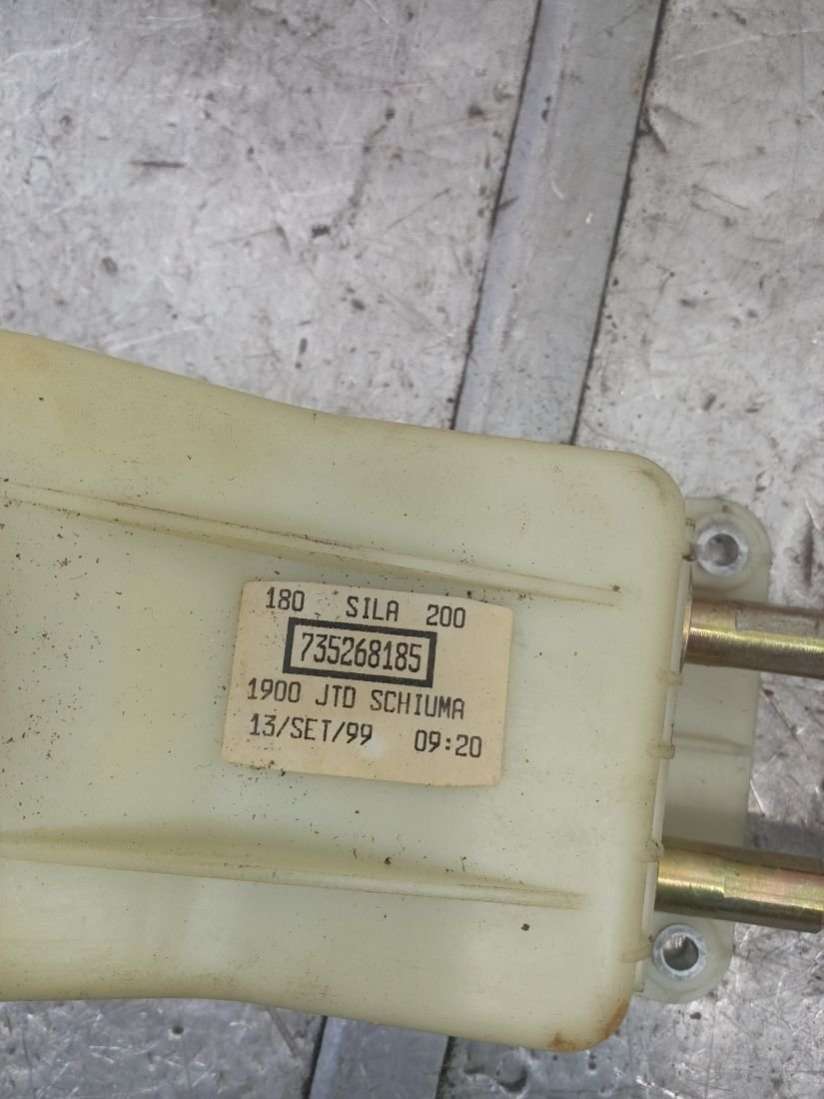 180 SILA 200
735268185
1900 JTD SCHIUMA
13/SET/99 09:20